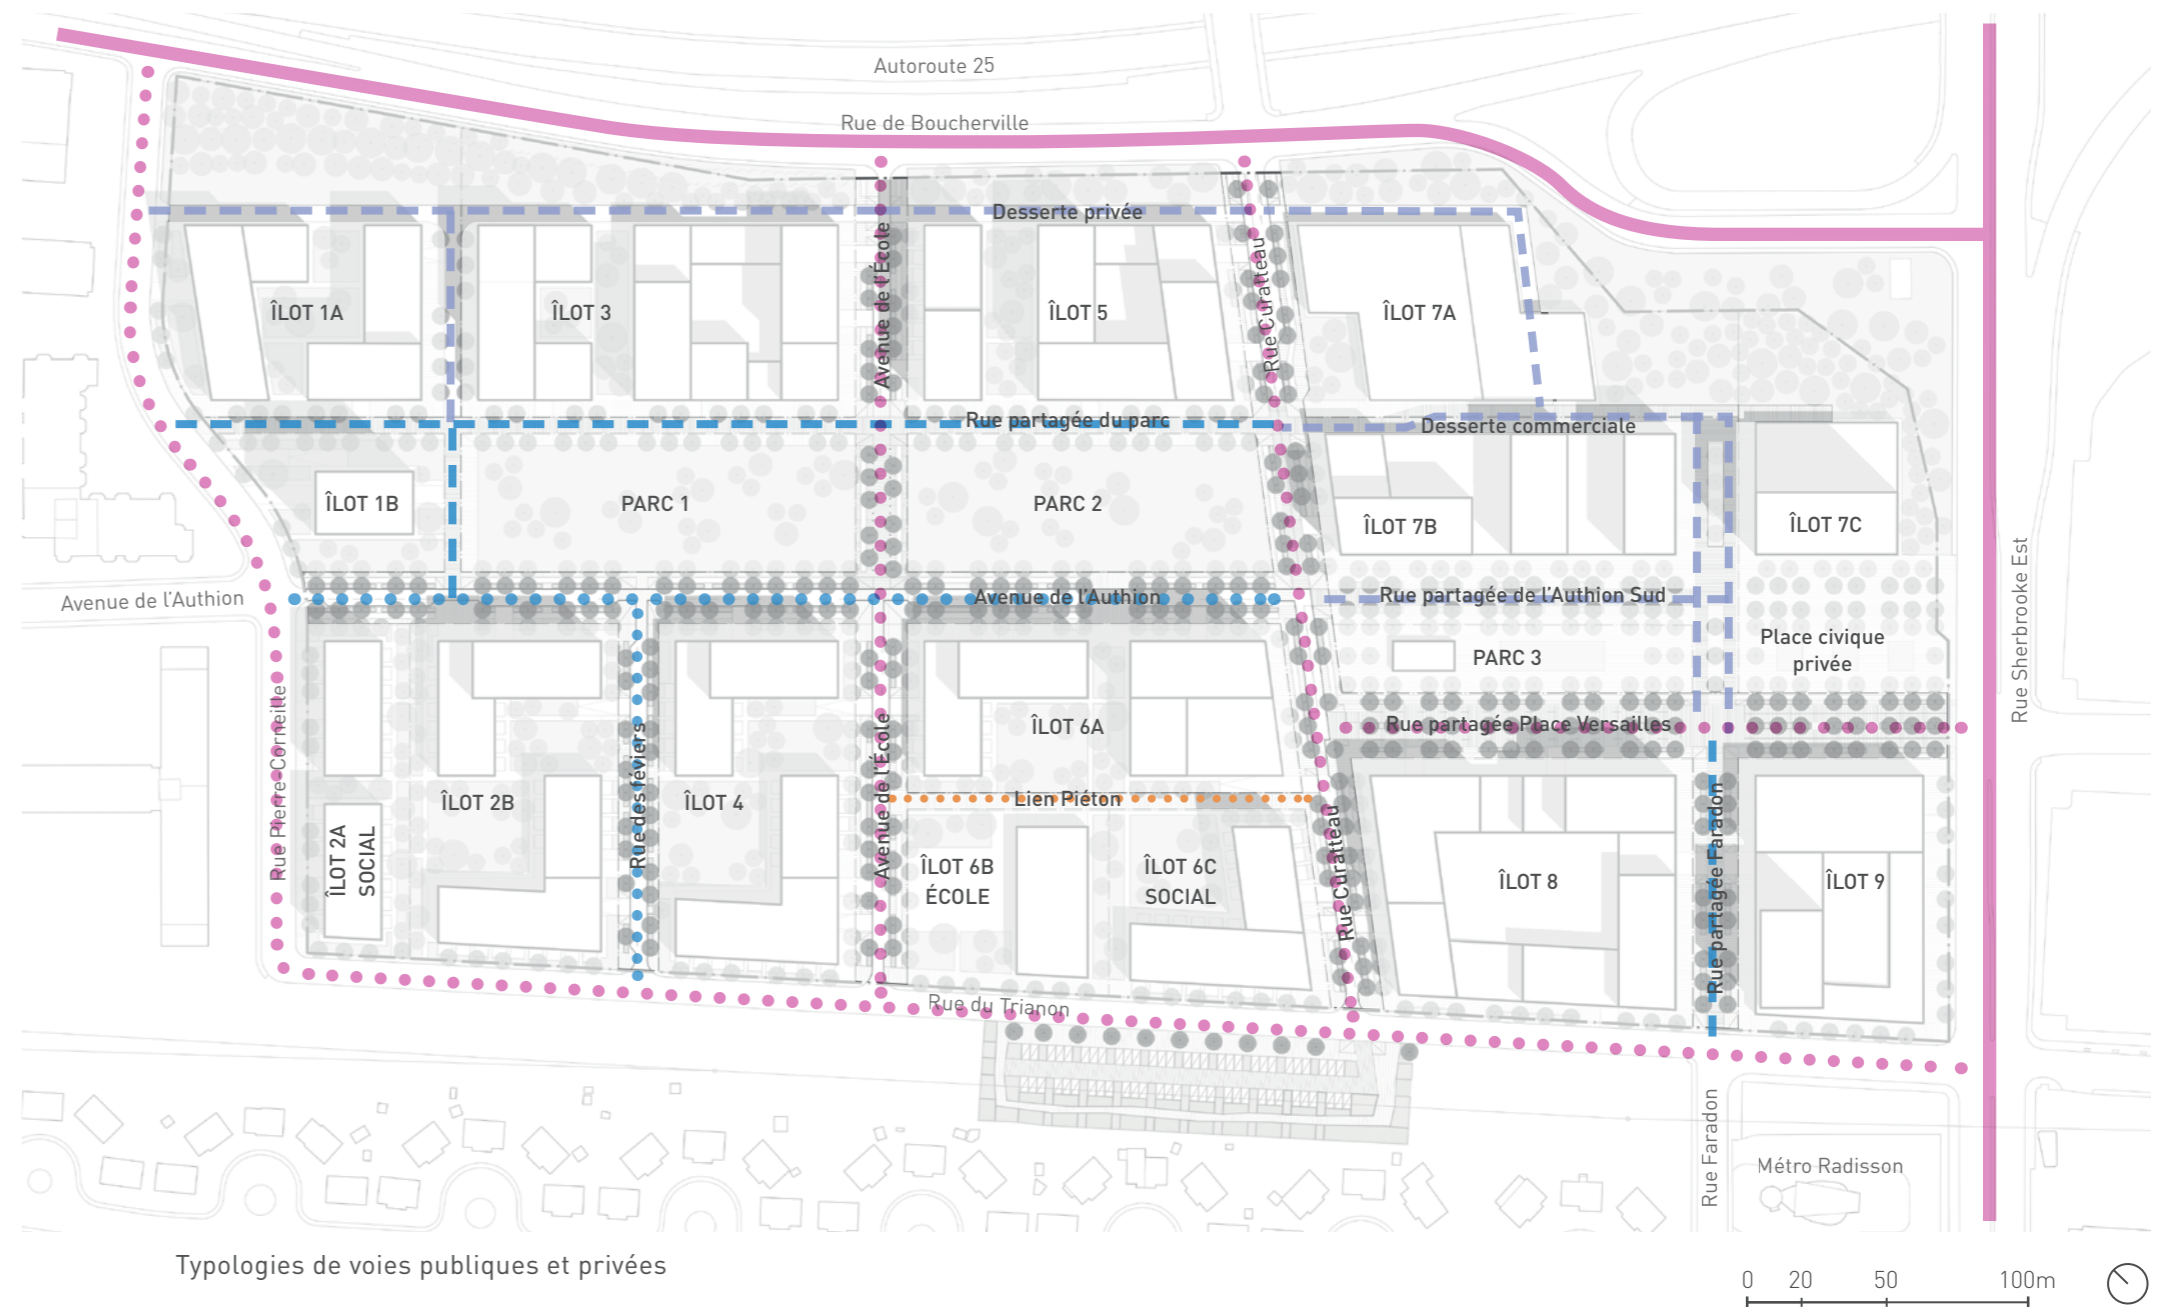 Autoroute 25
Rue de Boucherville
Desserte privée
Avenue de l'École
Rue Curatteau
ÎLOT 1A
ÎLOT 3
ÎLOT 5
ÎLOT 7A
Rue partagée du parc
Desserte commerciale
ÎLOT 1B
PARC 1
PARC 2
ÎLOT 7B
ÎLOT 7C
Avenue de l'Authion
Avenue de l'Authion
Rue partagée de l'Authion Sud
Rue Sherbrooke Est
PARC 3
Place civique
privée
Rue Pierre-Corneille
Rue des féviers
Avenue de l'École
ÎLOT 6A
Rue partagée Place Versailles
ÎLOT 2B
ÎLOT 4
Lien Piéton
ÎLOT 2A
SOCIAL
ÎLOT 6B
ÉCOLE
ÎLOT 6C
SOCIAL
Rue Curatteau
ÎLOT 8
Rue partagée Faradon
ÎLOT 9
Rue du Trianon
Rue Faradon
Métro Radisson
Typologies de voies publiques et privées
0 20 50 100m